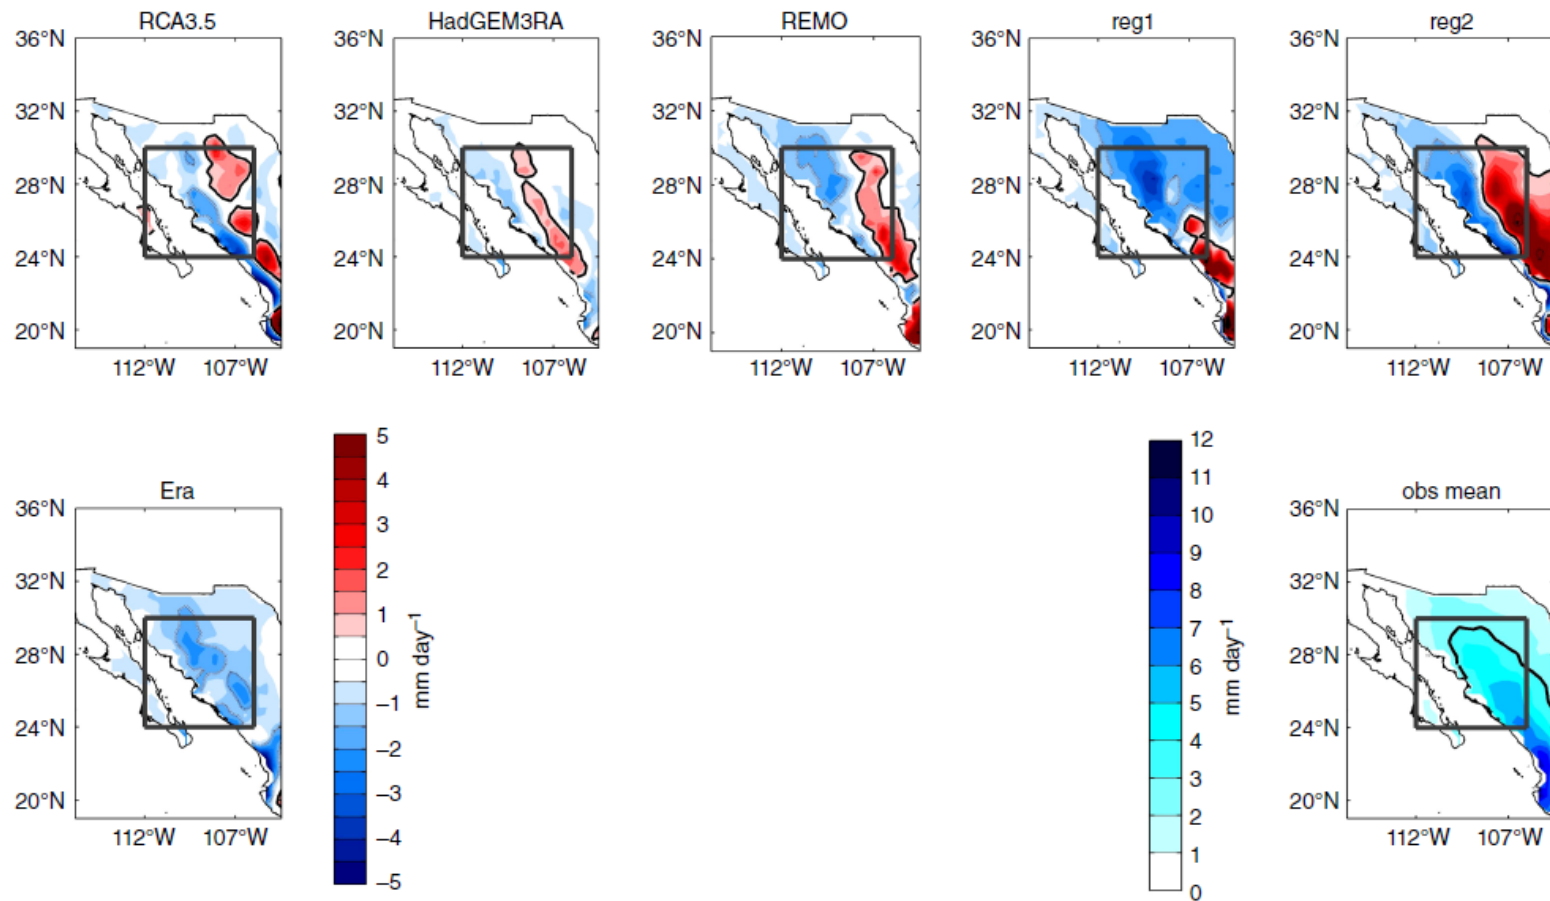 RCA3.5 HadGEM3RA REMO reg1 reg2
36°N 36°N 36°N 36°N 36°N
32°N 32°N 32°N 32°N 32°N
28°N 28°N 28°N 28°N 28°N
24°N 24°N 24°N 24°N 24°N
20°N 20°N 20°N 20°N 20°N
112°W 107°W 112°W 107°W 112°W 107°W 112°W 107°W 112°W 107°W
Era
36°N
32°N
28°N
24°N
20°N
112°W 107°W
5
4
3
2
1
0
−1
−2
−3
−4
−5
mm day⁻¹
12
11
10
9
8
7
6
5
4
3
2
1
0
mm day⁻¹
obs mean
36°N
32°N
28°N
24°N
20°N
112°W 107°W